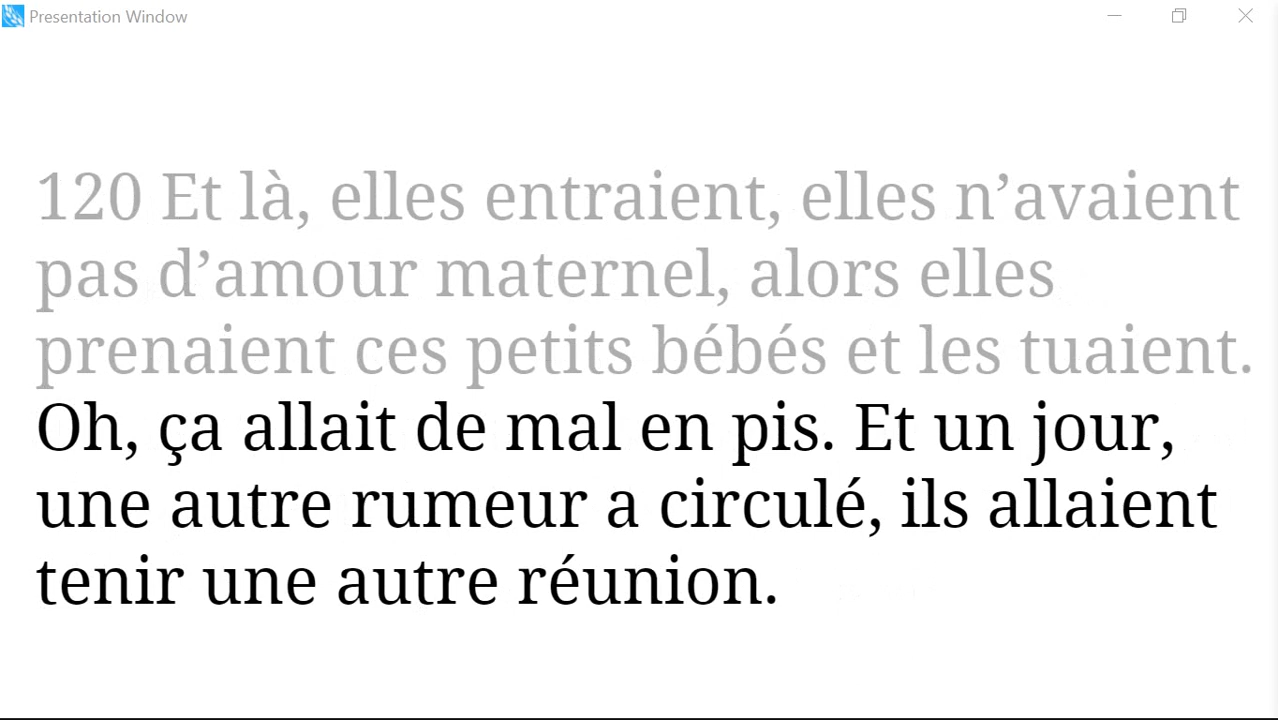 Presentation Window
120 Et là, elles entraient, elles n’avaient
pas d’amour maternel, alors elles
prenaient ces petits bébés et les tuaient.
Oh, ça allait de mal en pis. Et un jour,
une autre rumeur a circulé, ils allaient
tenir une autre réunion.